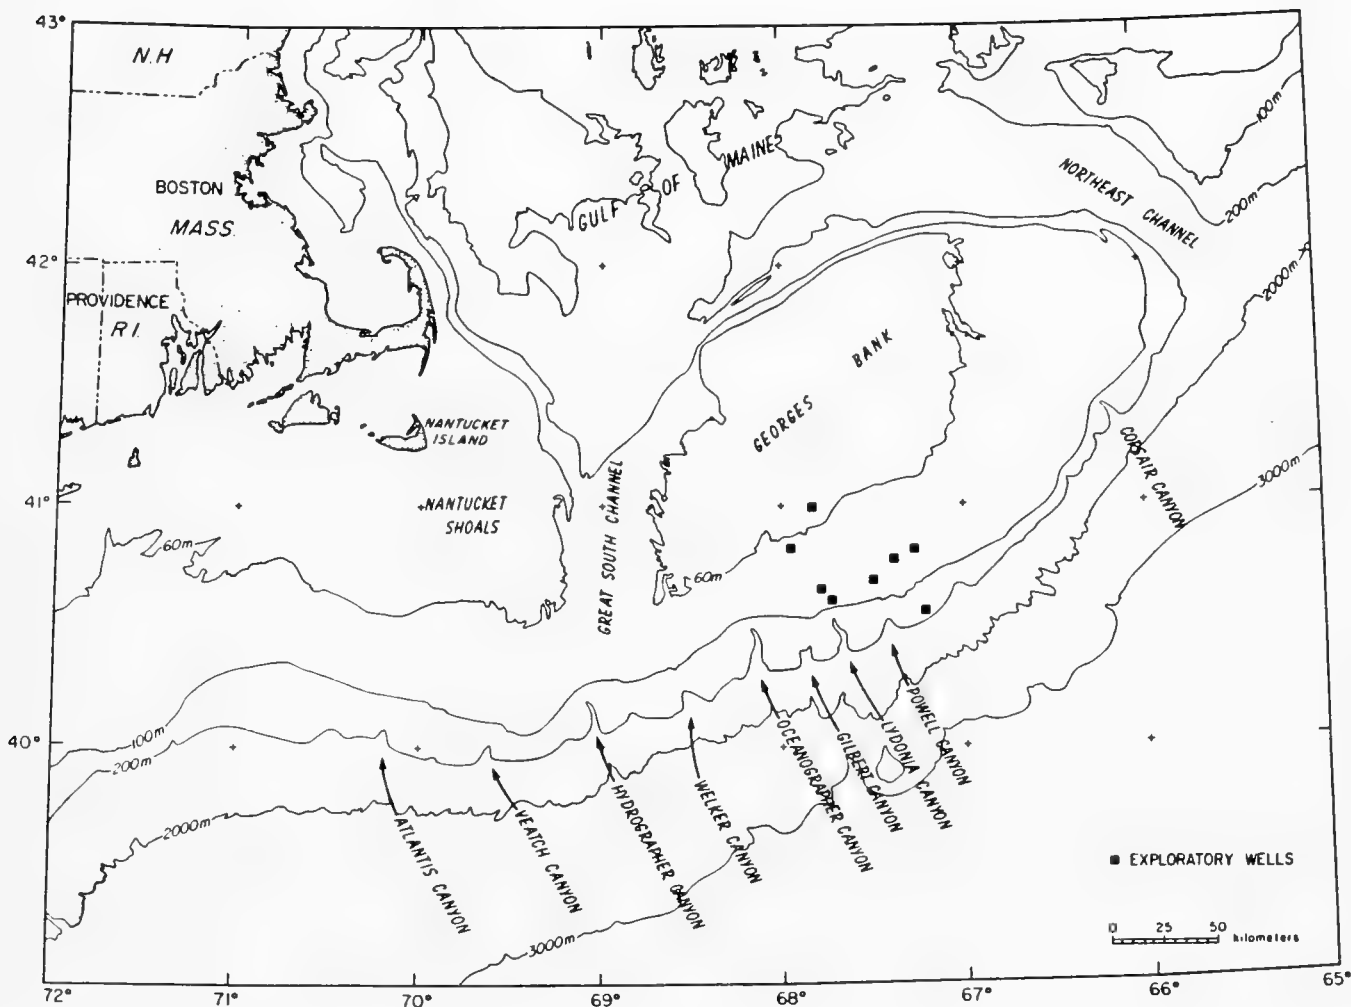 43°
N.H
100m
MAINE
OF
GULF
NORTHEAST CHANNEL
200m
BOSTON
MASS.
42°
2000m
PROVIDENCE
R I.
BANK
GEORGES
NANTUCKET
ISLAND
CORSAIR CANYON
3000m
41°
NANTUCKET
SHOALS
GREAT SOUTH CHANNEL
60m
60m
40°
100m
200m
POWELL CANYON
LYDONIA CANYON
GILBERT CANYON
OCEANOGRAPHER CANYON
WELKER CANYON
HYDROGRAPHER CANYON
VEATCH CANYON
ATLANTIS CANYON
2000m
EXPLORATORY WELLS
0 25 50 kilometers
3000m
72° 71° 70° 69° 68° 67° 66° 65°